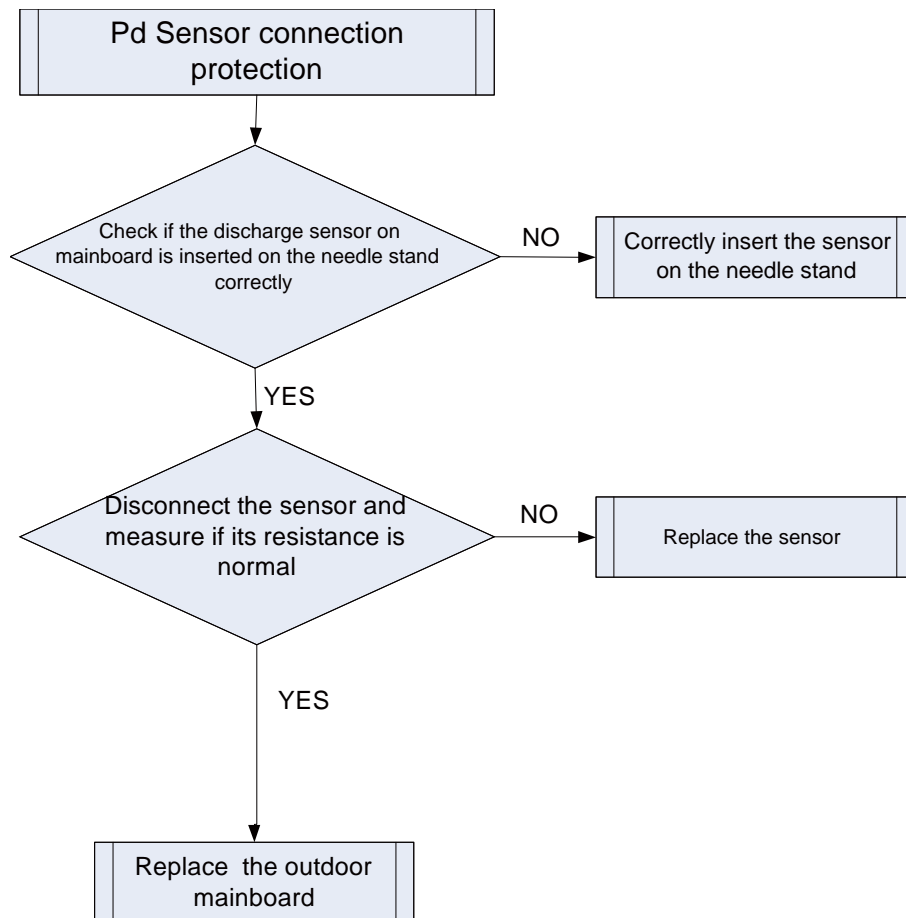 Pd Sensor connection
protection
Check if the discharge sensor on
mainboard is inserted on the needle stand
correctly
NO
Correctly insert the sensor
on the needle stand
YES
Disconnect the sensor and
measure if its resistance is
normal
NO
Replace the sensor
YES
Replace the outdoor
mainboard